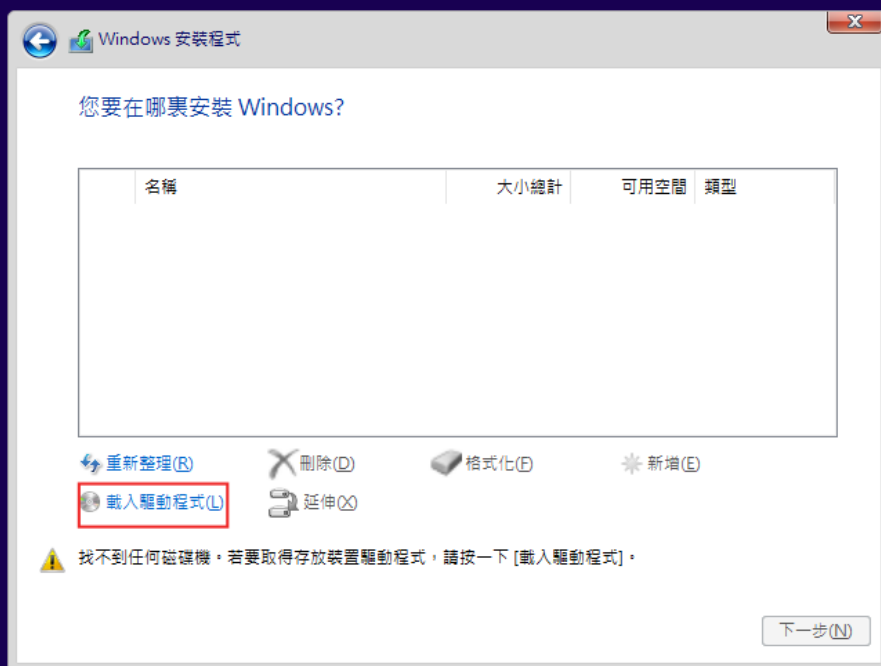 Windows 安裝程式
您要在哪裏安裝 Windows?
名稱 大小總計 可用空間 類型
重新整理(R) 刪除(D) 格式化(F) 新增(E)
載入驅動程式(L) 延伸(X)
找不到任何磁碟機。若要取得存放裝置驅動程式，請按一下 [載入驅動程式]。
下一步(N)